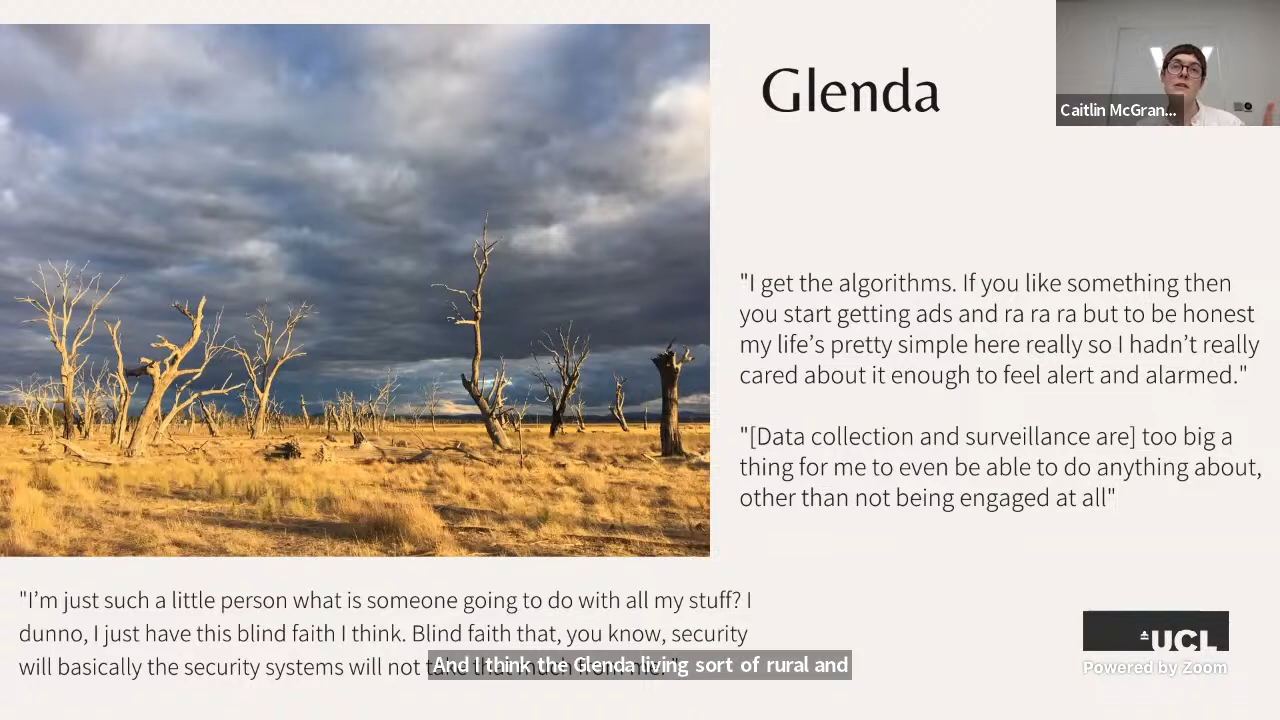 Glenda
Caitlin McGran...
"I get the algorithms. If you like something then
you start getting ads and ra ra ra but to be honest
my life’s pretty simple here really so I hadn’t really
cared about it enough to feel alert and alarmed."
"[Data collection and surveillance are] too big a
thing for me to even be able to do anything about,
other than not being engaged at all"
"I’m just such a little person what is someone going to do with all my stuff? I
dunno, I just have this blind faith I think. Blind faith that, you know, security
will basically the security systems will not take that much from me."
And I think the Glenda living sort of rural and
UCL
Powered by Zoom